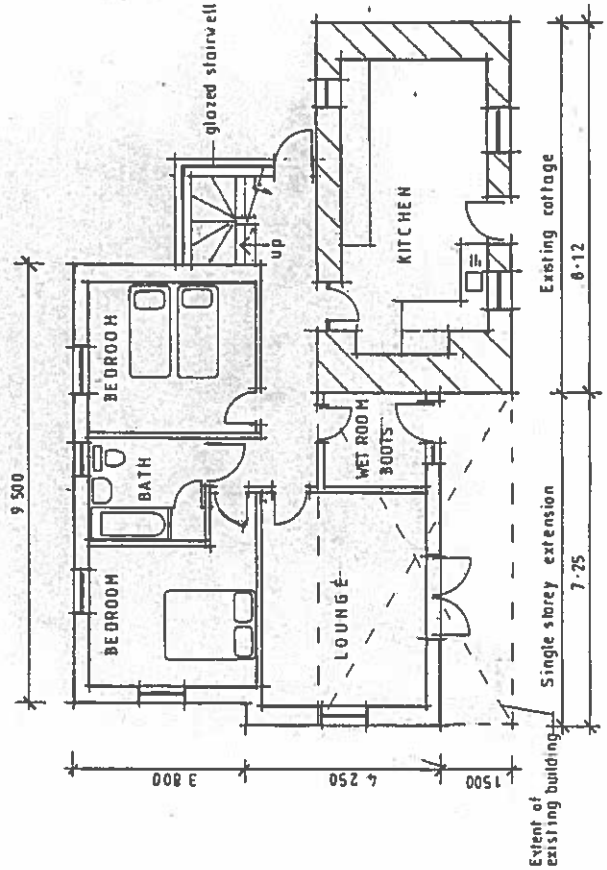 9 500
glazed stairwell
BEDROOM
BATH
BEDROOM
up
KITCHEN
WET ROOM
BOOTS
LOUNGE
3 800
4 250
1500
Existing cottage
8·12
Single storey extension
7·25
Extent of
existing building